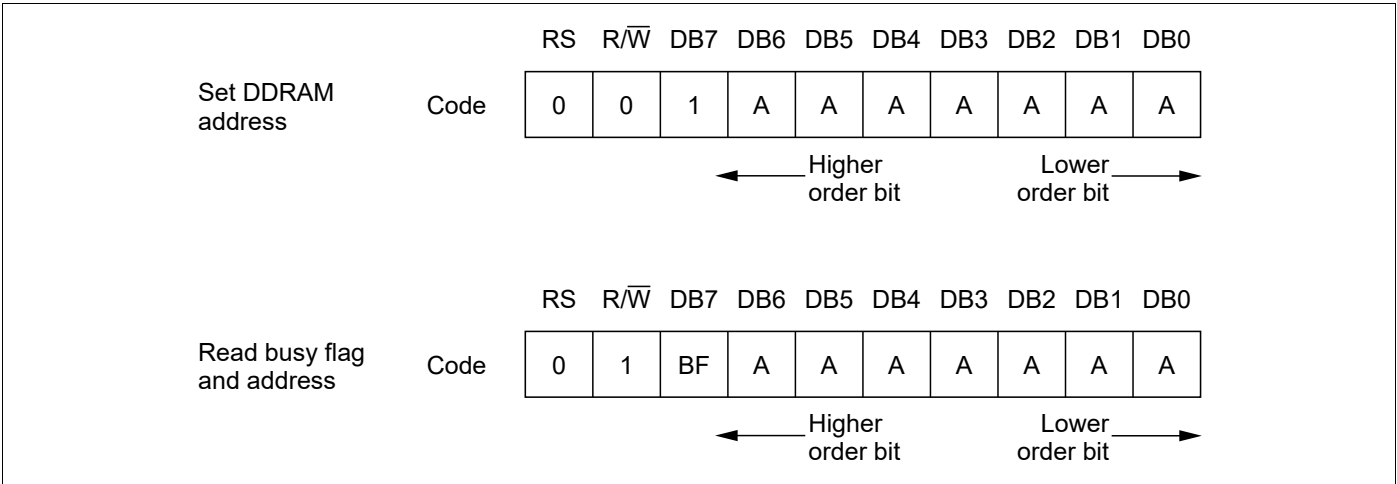 RS R/W̅ DB7 DB6 DB5 DB4 DB3 DB2 DB1 DB0
Set DDRAM
address
Code 0 0 1 A A A A A A A
Higher
order bit
Lower
order bit
RS R/W̅ DB7 DB6 DB5 DB4 DB3 DB2 DB1 DB0
Read busy flag
and address
Code 0 1 BF A A A A A A A
Higher
order bit
Lower
order bit